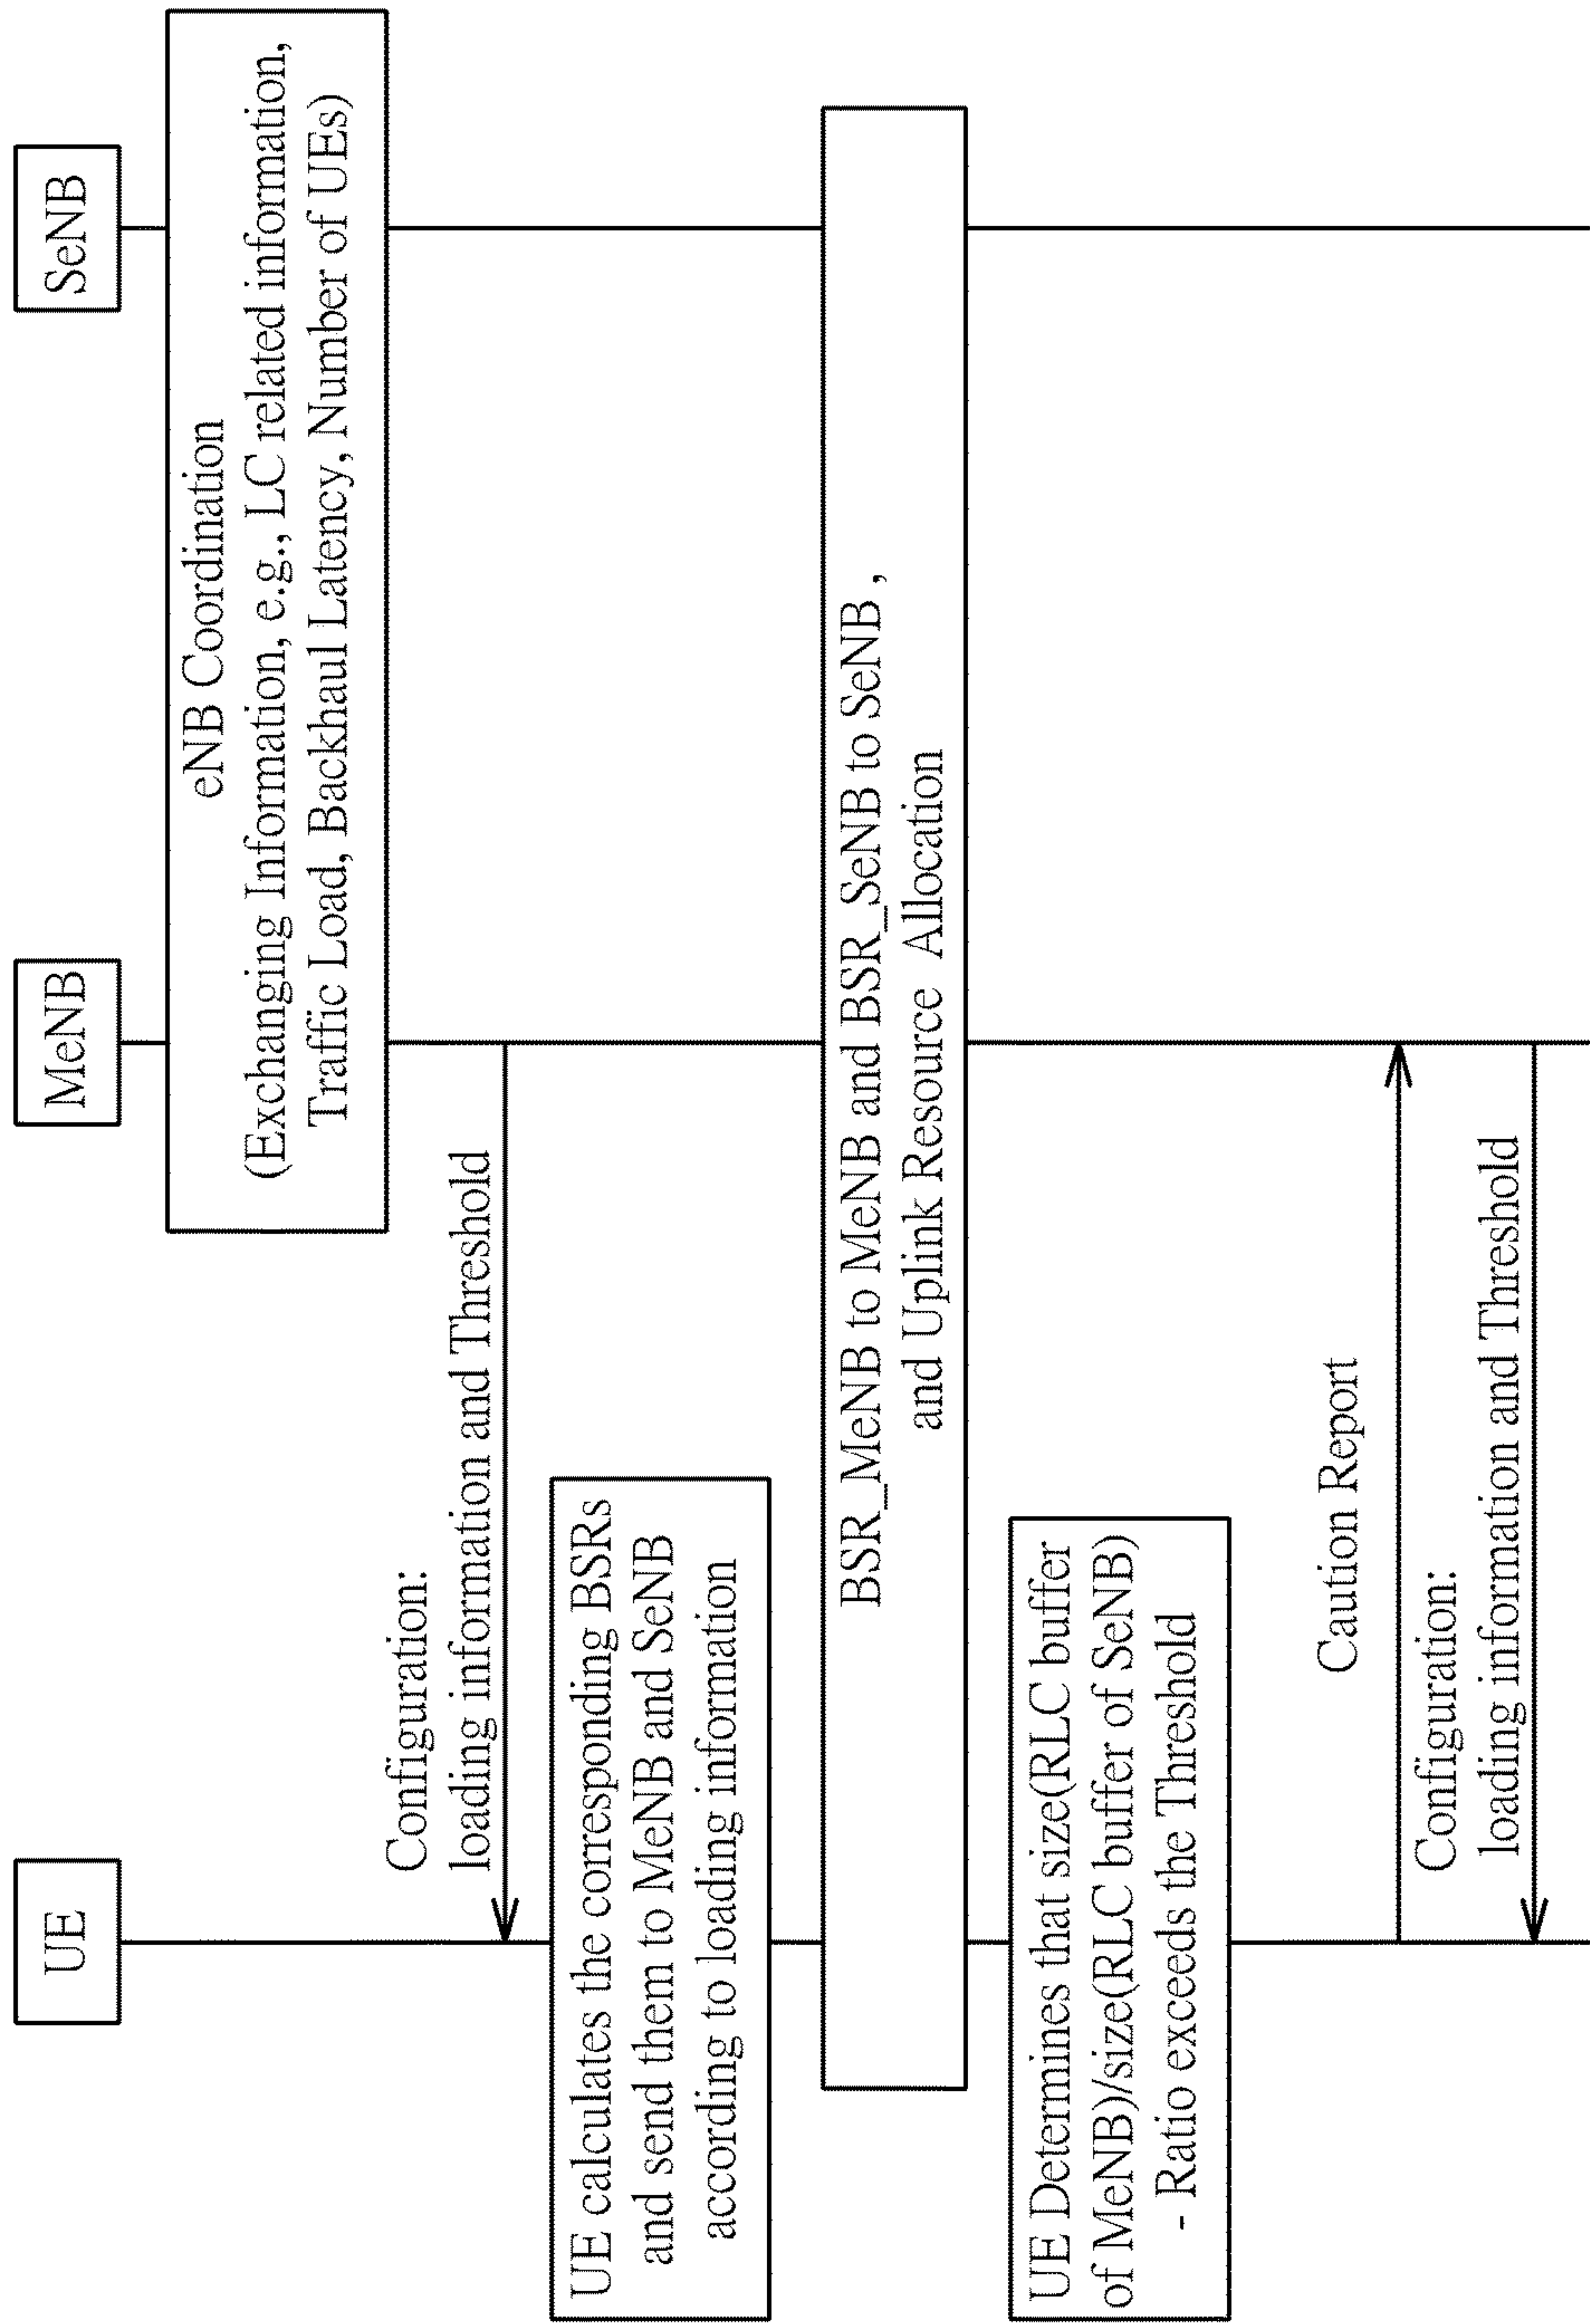 UE
MeNB
SeNB
eNB Coordination
(Exchanging Information, e.g., LC related information,
Traffic Load, Backhaul Latency, Number of UEs)
Configuration:
loading information and Threshold
UE calculates the corresponding BSRs
and send them to MeNB and SeNB
according to loading information
BSR_MeNB to MeNB and BSR_SeNB to SeNB ,
and Uplink Resource Allocation
UE Determines that size(RLC buffer
of MeNB)/size(RLC buffer of SeNB)
- Ratio exceeds the Threshold
Caution Report
Configuration:
loading information and Threshold